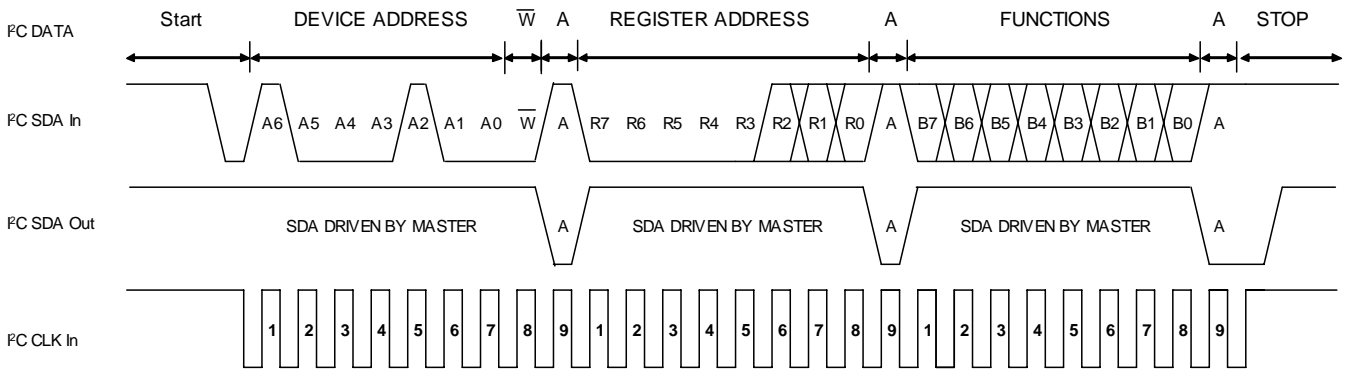 Start DEVICE ADDRESS W̅ A REGISTER ADDRESS A FUNCTIONS A STOP
I²C DATA
I²C SDA In
A6 A5 A4 A3 A2 A1 A0 W̅ A R7 R6 R5 R4 R3 R2 R1 R0 A B7 B6 B5 B4 B3 B2 B1 B0 A
I²C SDA Out
SDA DRIVEN BY MASTER A SDA DRIVEN BY MASTER A SDA DRIVEN BY MASTER A
I²C CLK In
1 2 3 4 5 6 7 8 9 1 2 3 4 5 6 7 8 9 1 2 3 4 5 6 7 8 9